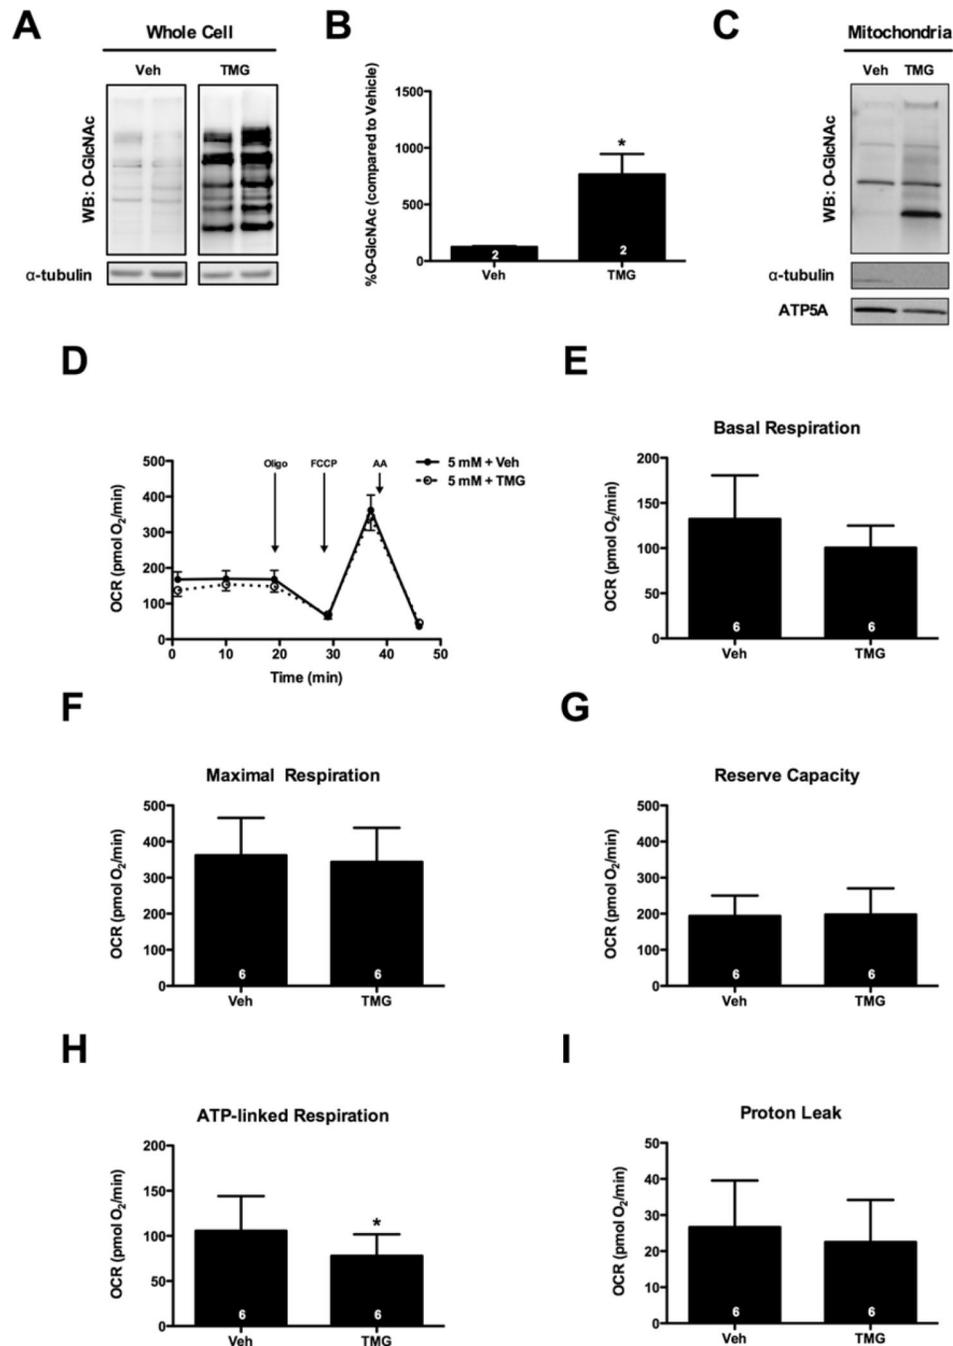 A
Whole Cell
Veh TMG
WB: O-GlcNAc
α-tubulin
B
%O-GlcNAc (compared to Vehicle)
1500
1000
500
0
*
2 2
Veh TMG
C
Mitochondria
Veh TMG
WB: O-GlcNAc
α-tubulin
ATP5A
D
OCR (pmol O2/min)
500
400
300
200
100
0
Oligo FCCP AA
5 mM + Veh
5 mM + TMG
0 10 20 30 40 50
Time (min)
E
Basal Respiration
OCR (pmol O2/min)
200
150
100
50
0
6 6
Veh TMG
F
Maximal Respiration
OCR (pmol O2/min)
500
400
300
200
100
0
6 6
Veh TMG
G
Reserve Capacity
OCR (pmol O2/min)
500
400
300
200
100
0
6 6
Veh TMG
H
ATP-linked Respiration
OCR (pmol O2/min)
200
150
100
50
0
*
6 6
Veh TMG
I
Proton Leak
OCR (pmol O2/min)
50
40
30
20
10
0
6 6
Veh TMG